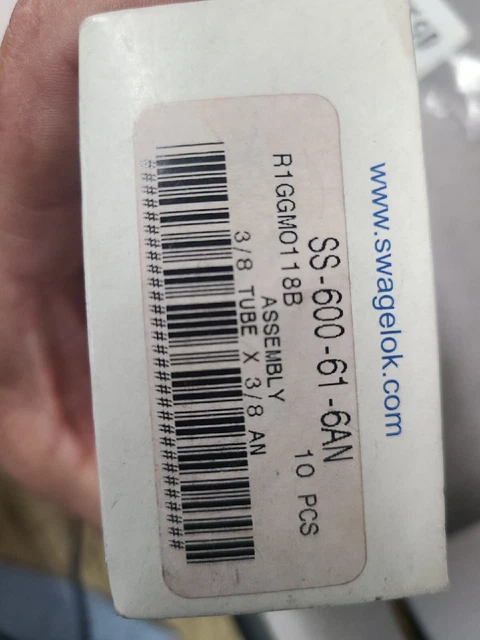 www.swagelok.com
SS-600-61-6AN
R1GGM0118B 10 PCS
ASSEMBLY
3/8 TUBE X 3/8 AN